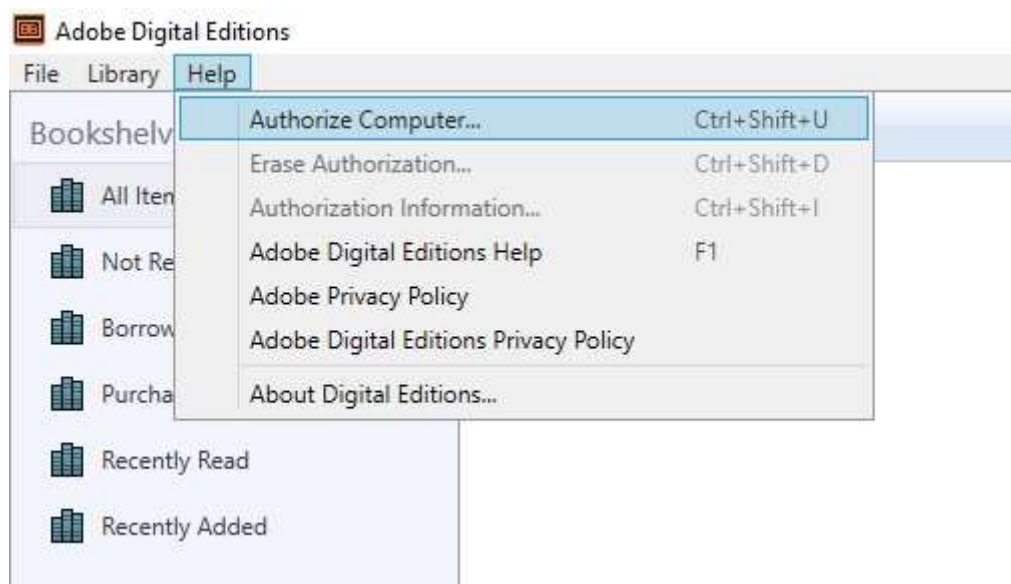 Adobe Digital Editions
File Library Help
Bookshelv
Authorize Computer... Ctrl+Shift+U
Erase Authorization... Ctrl+Shift+D
All Iten
Authorization Information... Ctrl+Shift+I
Not Re
Adobe Digital Editions Help F1
Adobe Privacy Policy
Borrow
Adobe Digital Editions Privacy Policy
Purcha
About Digital Editions...
Recently Read
Recently Added